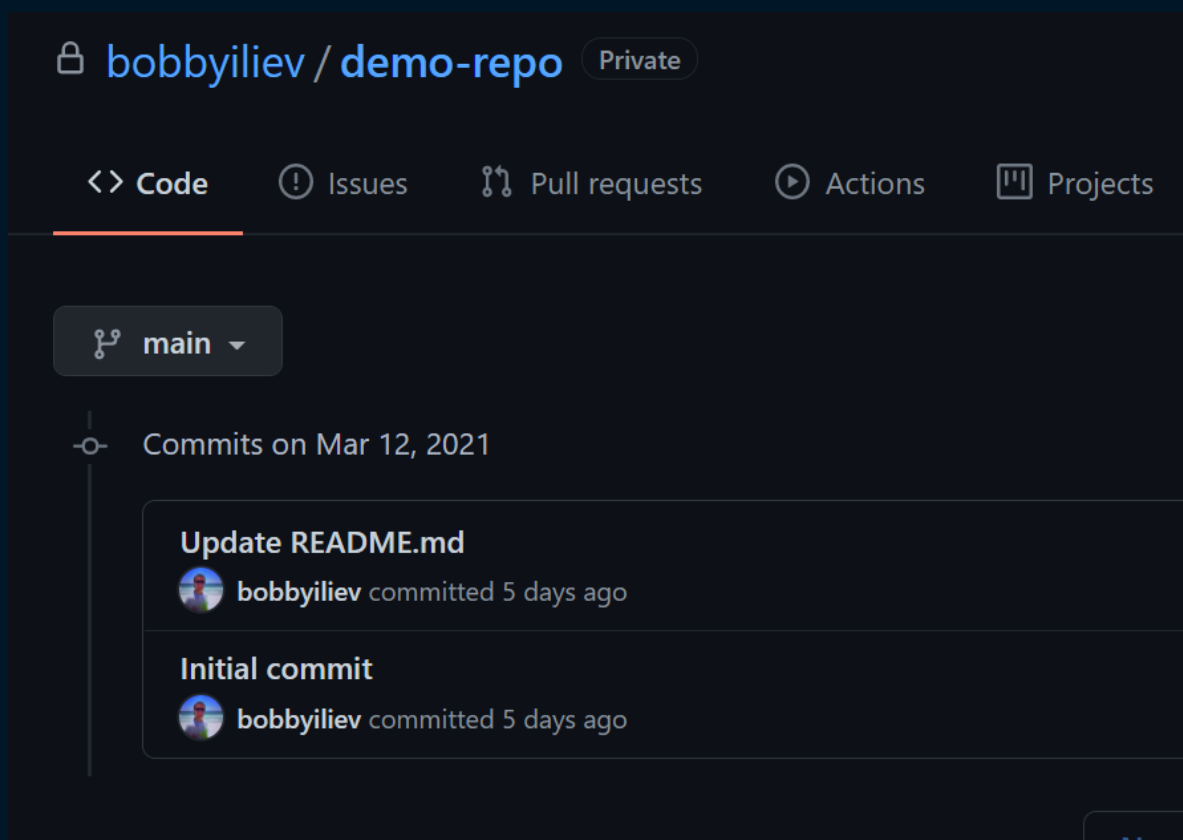 bobbyiliev / demo-repo Private
<> Code Issues Pull requests Actions Projects
main
Commits on Mar 12, 2021
Update README.md
bobbyiliev committed 5 days ago
Initial commit
bobbyiliev committed 5 days ago